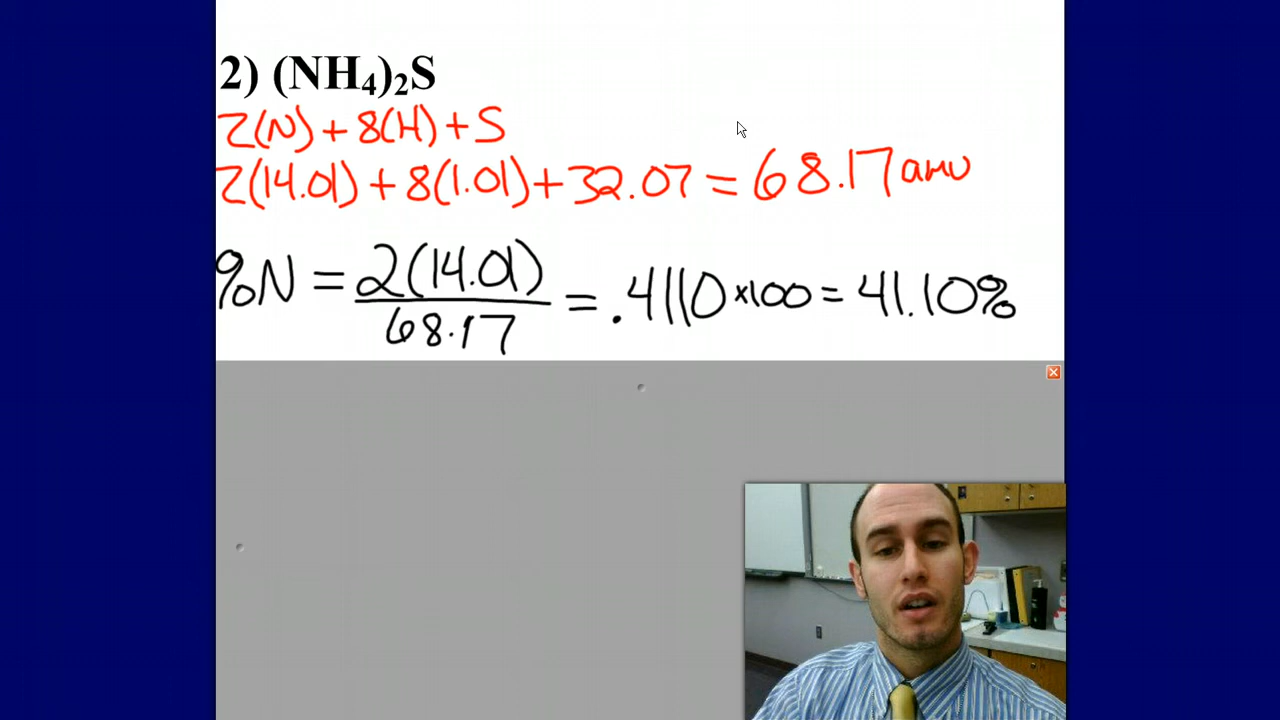 2) (NH₄)₂S
2(N) + 8(H) + S
2(14.01) + 8(1.01) + 32.07 = 68.17 amu
%N = 2(14.01) / 68.17 = .4110 x100 = 41.10%